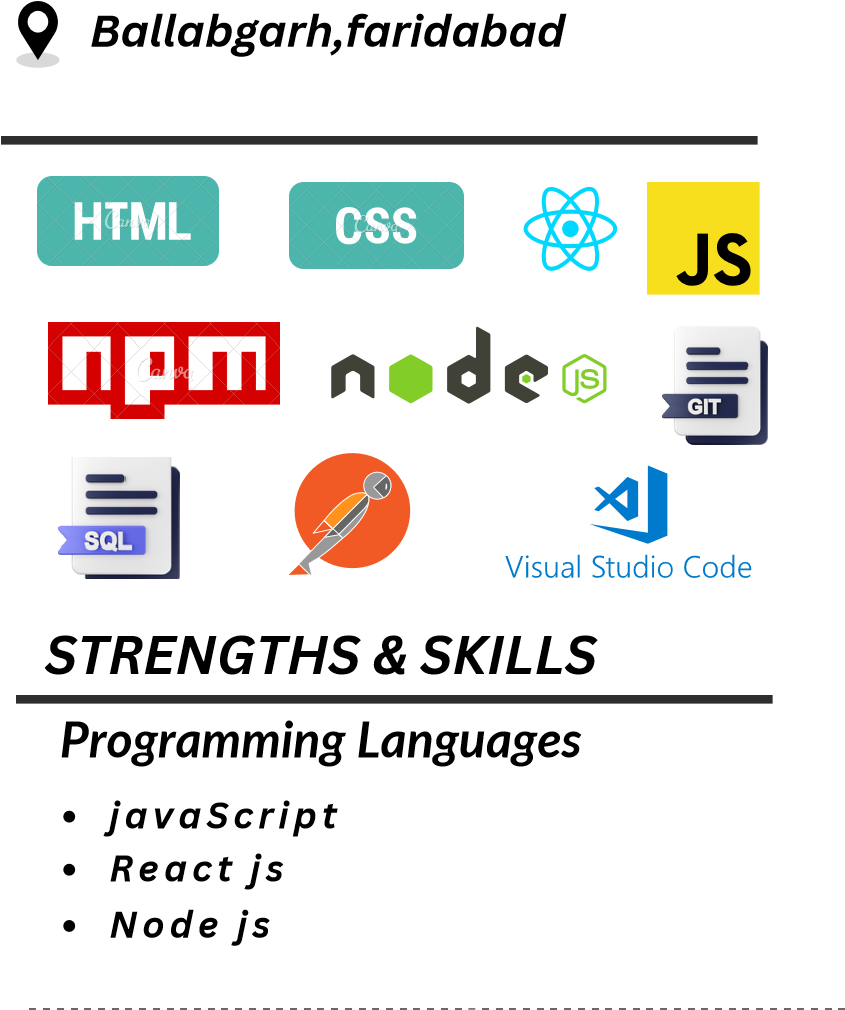 Ballabgarh,faridabad
HTML
CSS
JS
npm
node JS
GIT
SQL
Visual Studio Code
STRENGTHS & SKILLS
Programming Languages
• javaScript
• React js
• Node js